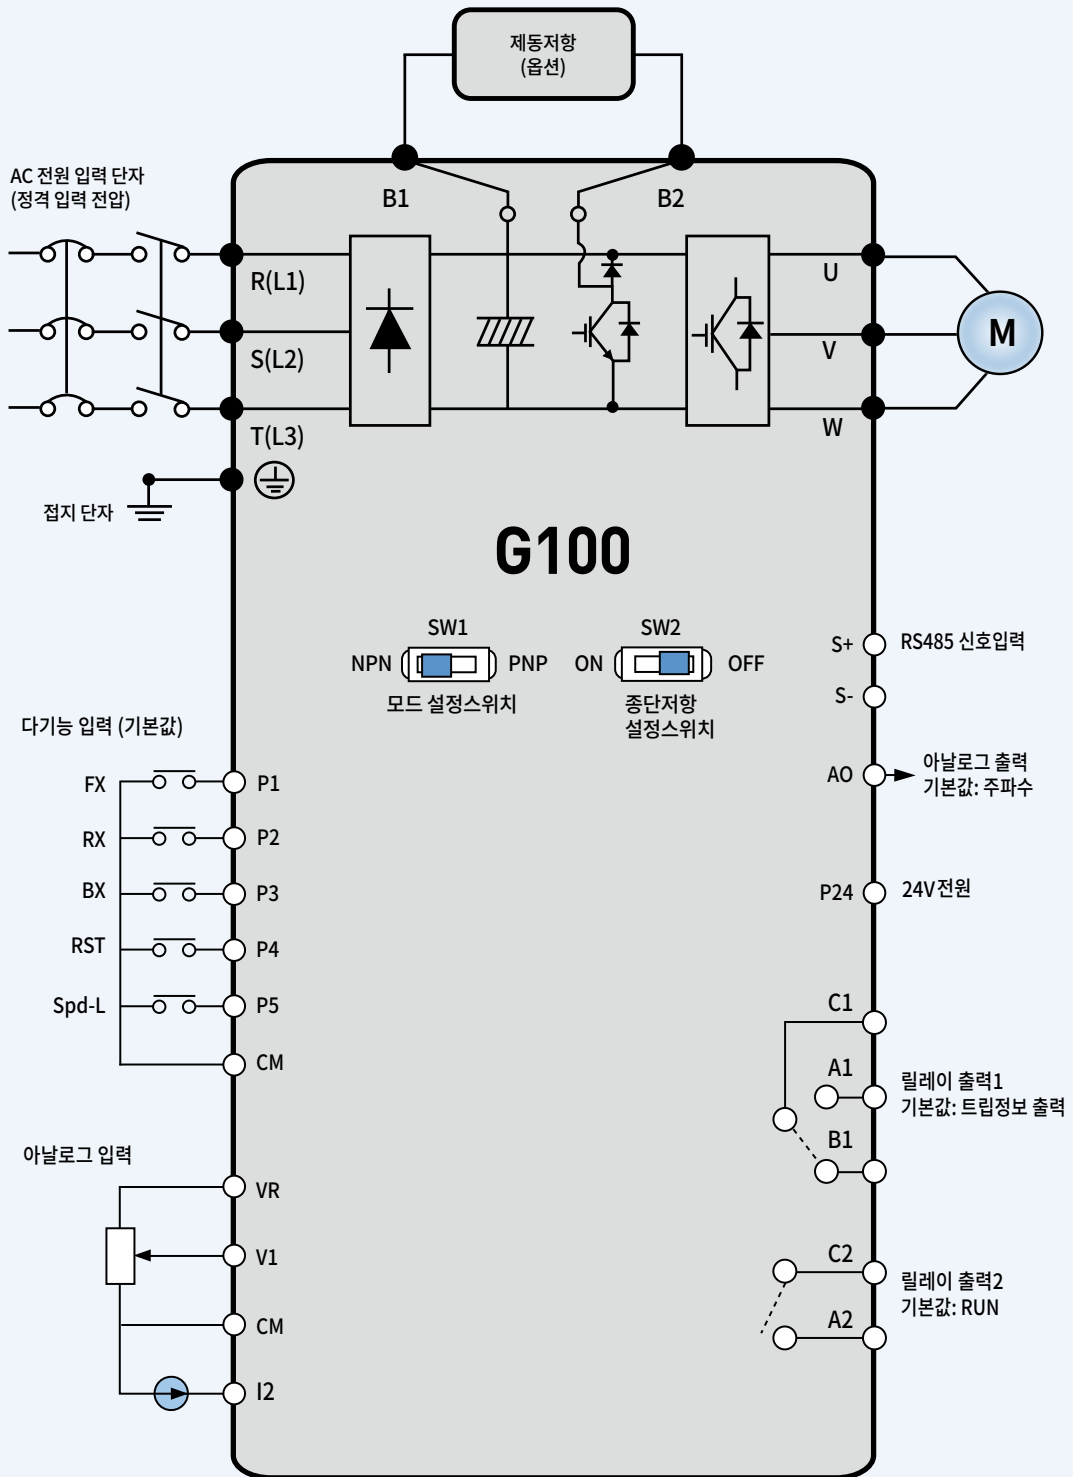 제동저항
(옵션)
AC 전원 입력 단자
(정격 입력 전압)
B1
B2
R(L1)
U
M
S(L2)
V
T(L3)
W
접지 단자
G100
SW1
SW2
NPN
PNP
ON
OFF
모드 설정스위치
종단저항
설정스위치
S+
RS485 신호입력
S-
다기능 입력 (기본값)
AO
아날로그 출력
기본값: 주파수
FX
P1
RX
P2
BX
P3
P24
24V전원
RST
P4
Spd-L
P5
CM
C1
A1
릴레이 출력1
기본값: 트립정보 출력
B1
아날로그 입력
VR
V1
C2
릴레이 출력2
기본값: RUN
CM
A2
I2